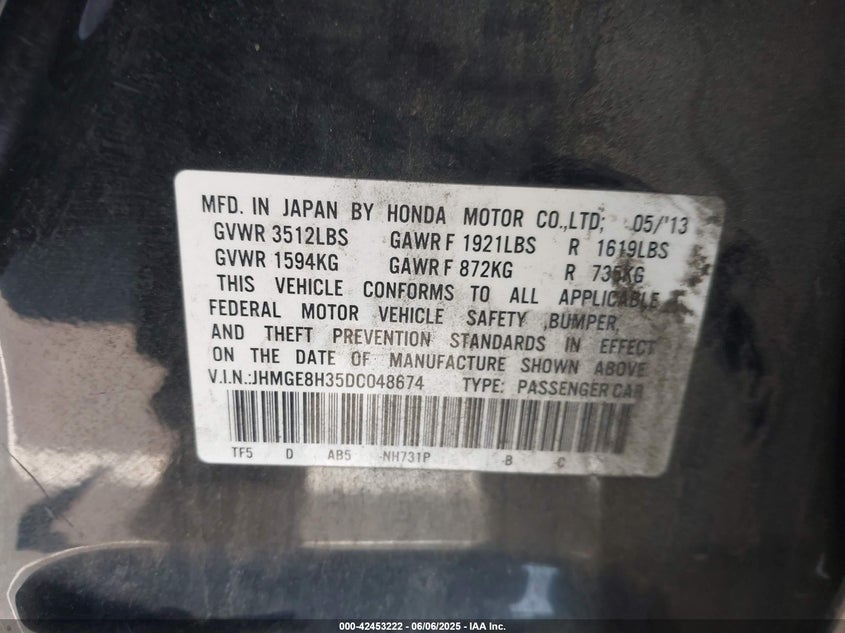 MFD. IN JAPAN BY HONDA MOTOR CO.,LTD; 05/'13
GVWR 3512LBS GAWR F 1921LBS R 1619LBS
GVWR 1594KG GAWR F 872KG R 735KG
THIS VEHICLE CONFORMS TO ALL APPLICABLE
FEDERAL MOTOR VEHICLE SAFETY ,BUMPER,
AND THEFT PREVENTION STANDARDS IN EFFECT
ON THE DATE OF MANUFACTURE SHOWN ABOVE
V.I.N.:JHMGE8H35DC048674 TYPE: PASSENGER CAR
TF5 D AB5 -NH731P -B C
000-42453222 - 06/06/2025 - IAA Inc.